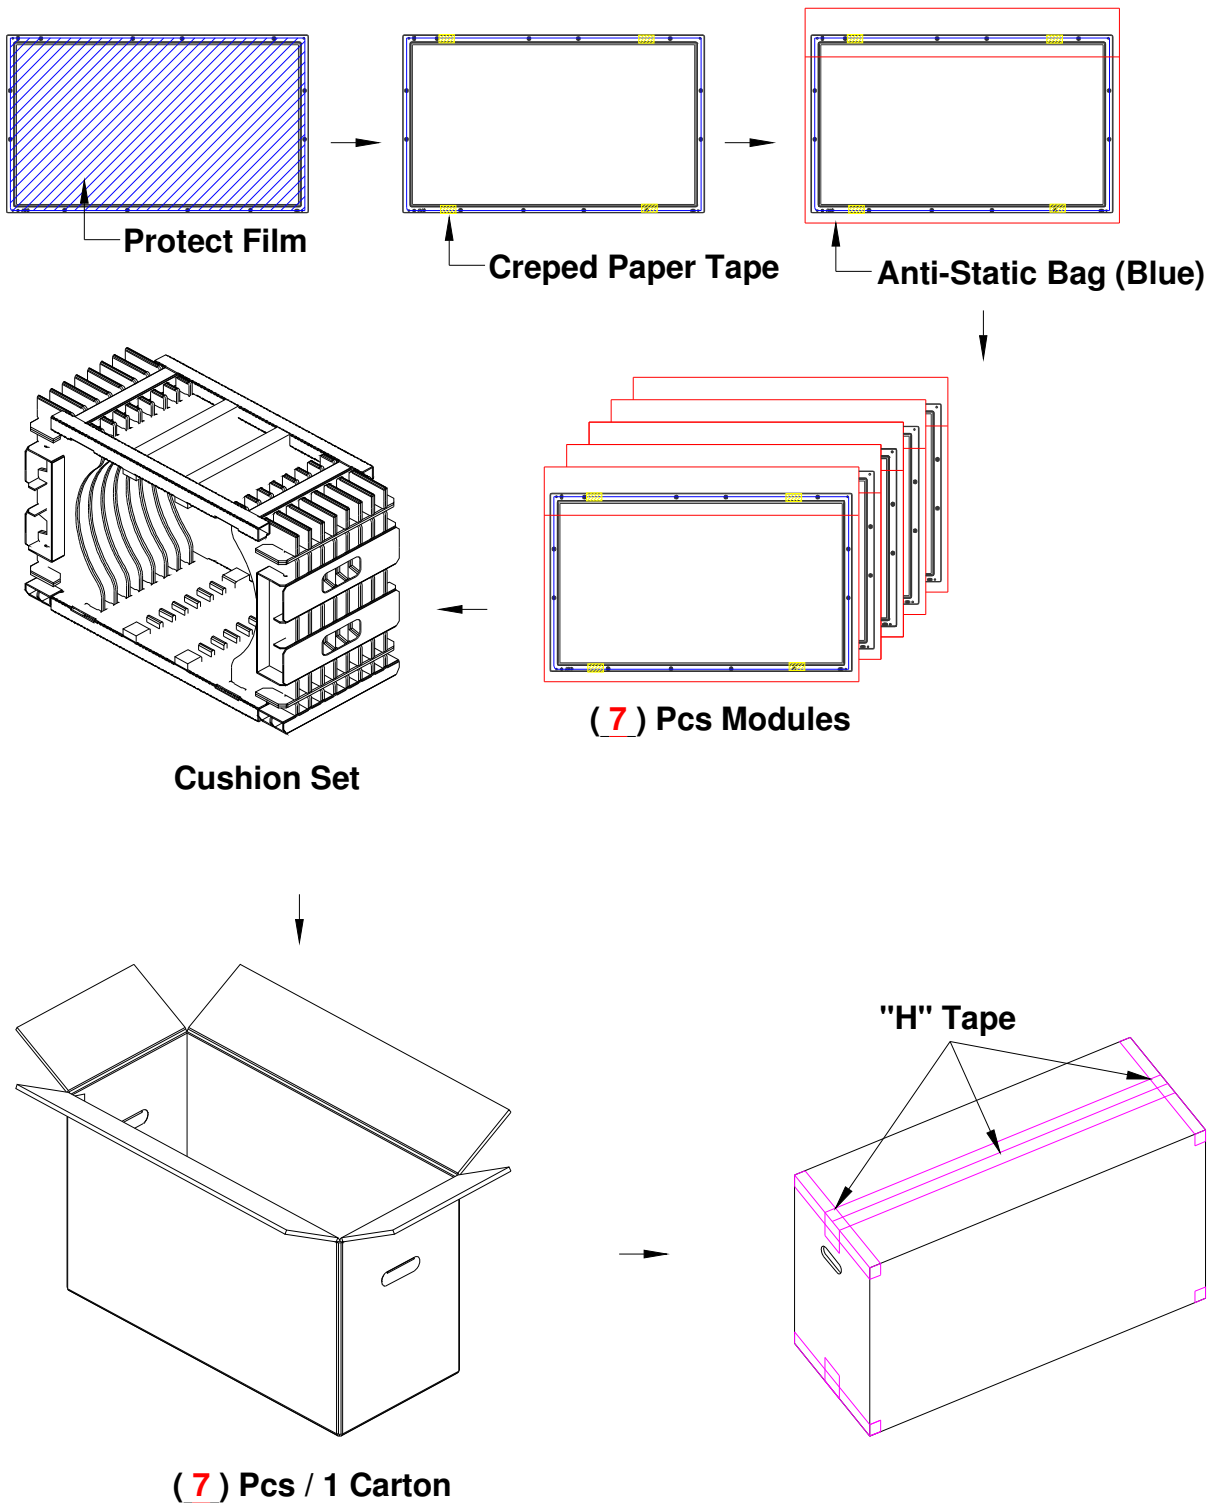 Protect Film
Creped Paper Tape
Anti-Static Bag (Blue)
( 7 ) Pcs Modules
Cushion Set
"H" Tape
( 7 ) Pcs / 1 Carton